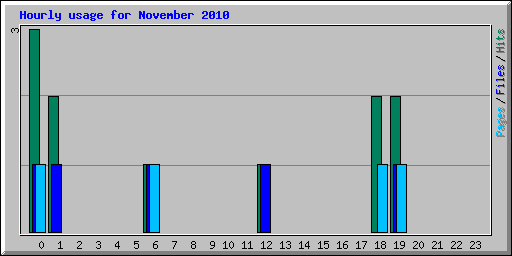 Hourly usage for November 2010
3
Pages/Files/Hits
0 1 2 3 4 5 6 7 8 9 10 11 12 13 14 15 16 17 18 19 20 21 22 23